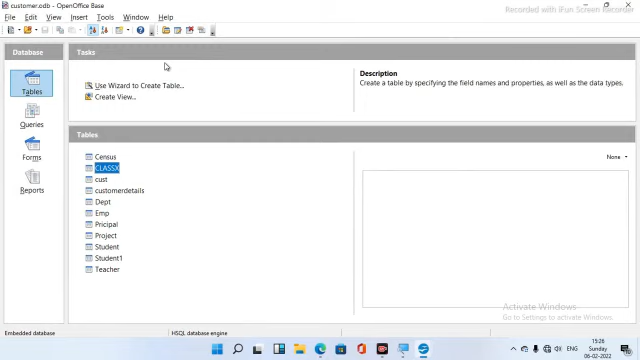 customer.odb - OpenOffice Base
Recorded with iFun Screen Recorder
File Edit View Insert Tools Window Help
Database
Tasks
Tables
Queries
Forms
Reports
Use Wizard to Create Table...
Create View...
Description
Create a table by specifying the field names and properties, as well as the data types.
Tables
Census
CLASSX
cust
customerdetails
Dept
Emp
Pricipal
Project
Student
Student1
Teacher
None
Activate Windows
Go to Settings to activate Windows.
Embedded database
HSQL database engine
ENG
15:26
Sunday
06-02-2022